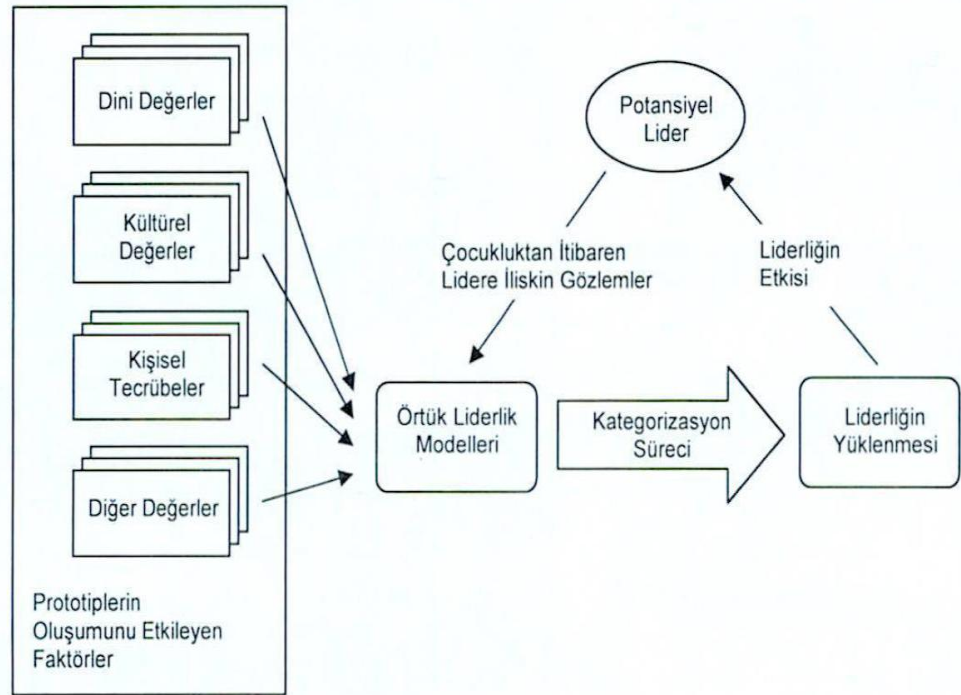 Dini Değerler
Kültürel
Değerler
Kişisel
Tecrübeler
Diğer Değerler
Prototiplerin
Oluşumunu Etkileyen
Faktörler
Potansiyel
Lider
Çocukluktan İtibaren
Lidere İliskin Gözlemler
Liderliğin
Etkisi
Örtük Liderlik
Modelleri
Kategorizasyon
Süreci
Liderliğin
Yüklenmesi